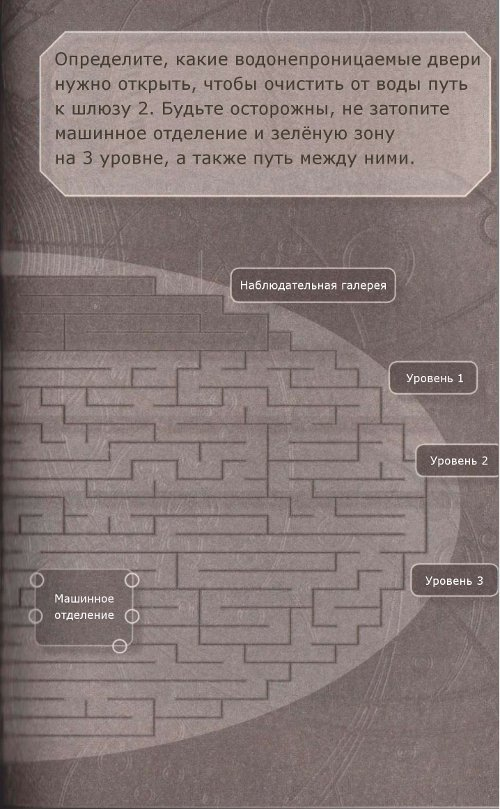 Определите, какие водонепроницаемые двери
нужно открыть, чтобы очистить от воды путь
к шлюзу 2. Будьте осторожны, не затопите
машинное отделение и зелёную зону
на 3 уровне, а также путь между ними.
Наблюдательная галерея
Уровень 1
Уровень 2
Уровень 3
Машинное
отделение